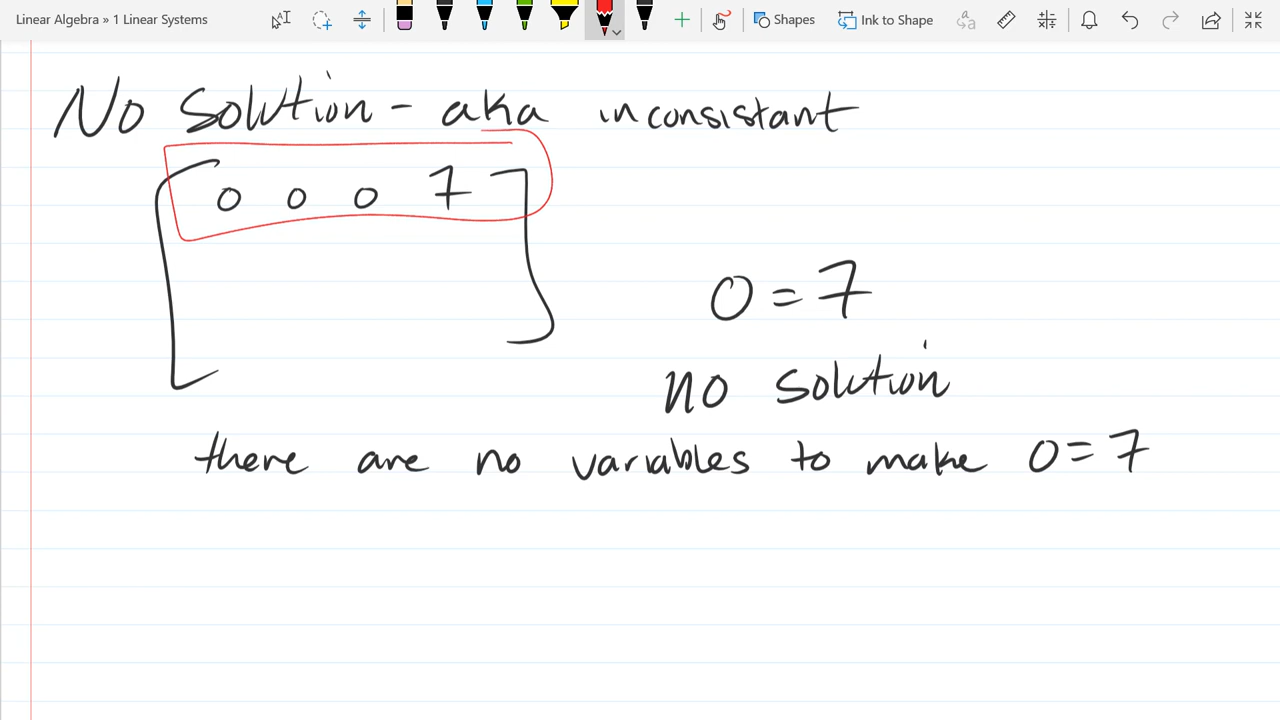 Linear Algebra » 1 Linear Systems
Shapes
Ink to Shape
No Solution - aka inconsistant
0 0 0 7
0 = 7
no solution
there are no variables to make 0 = 7